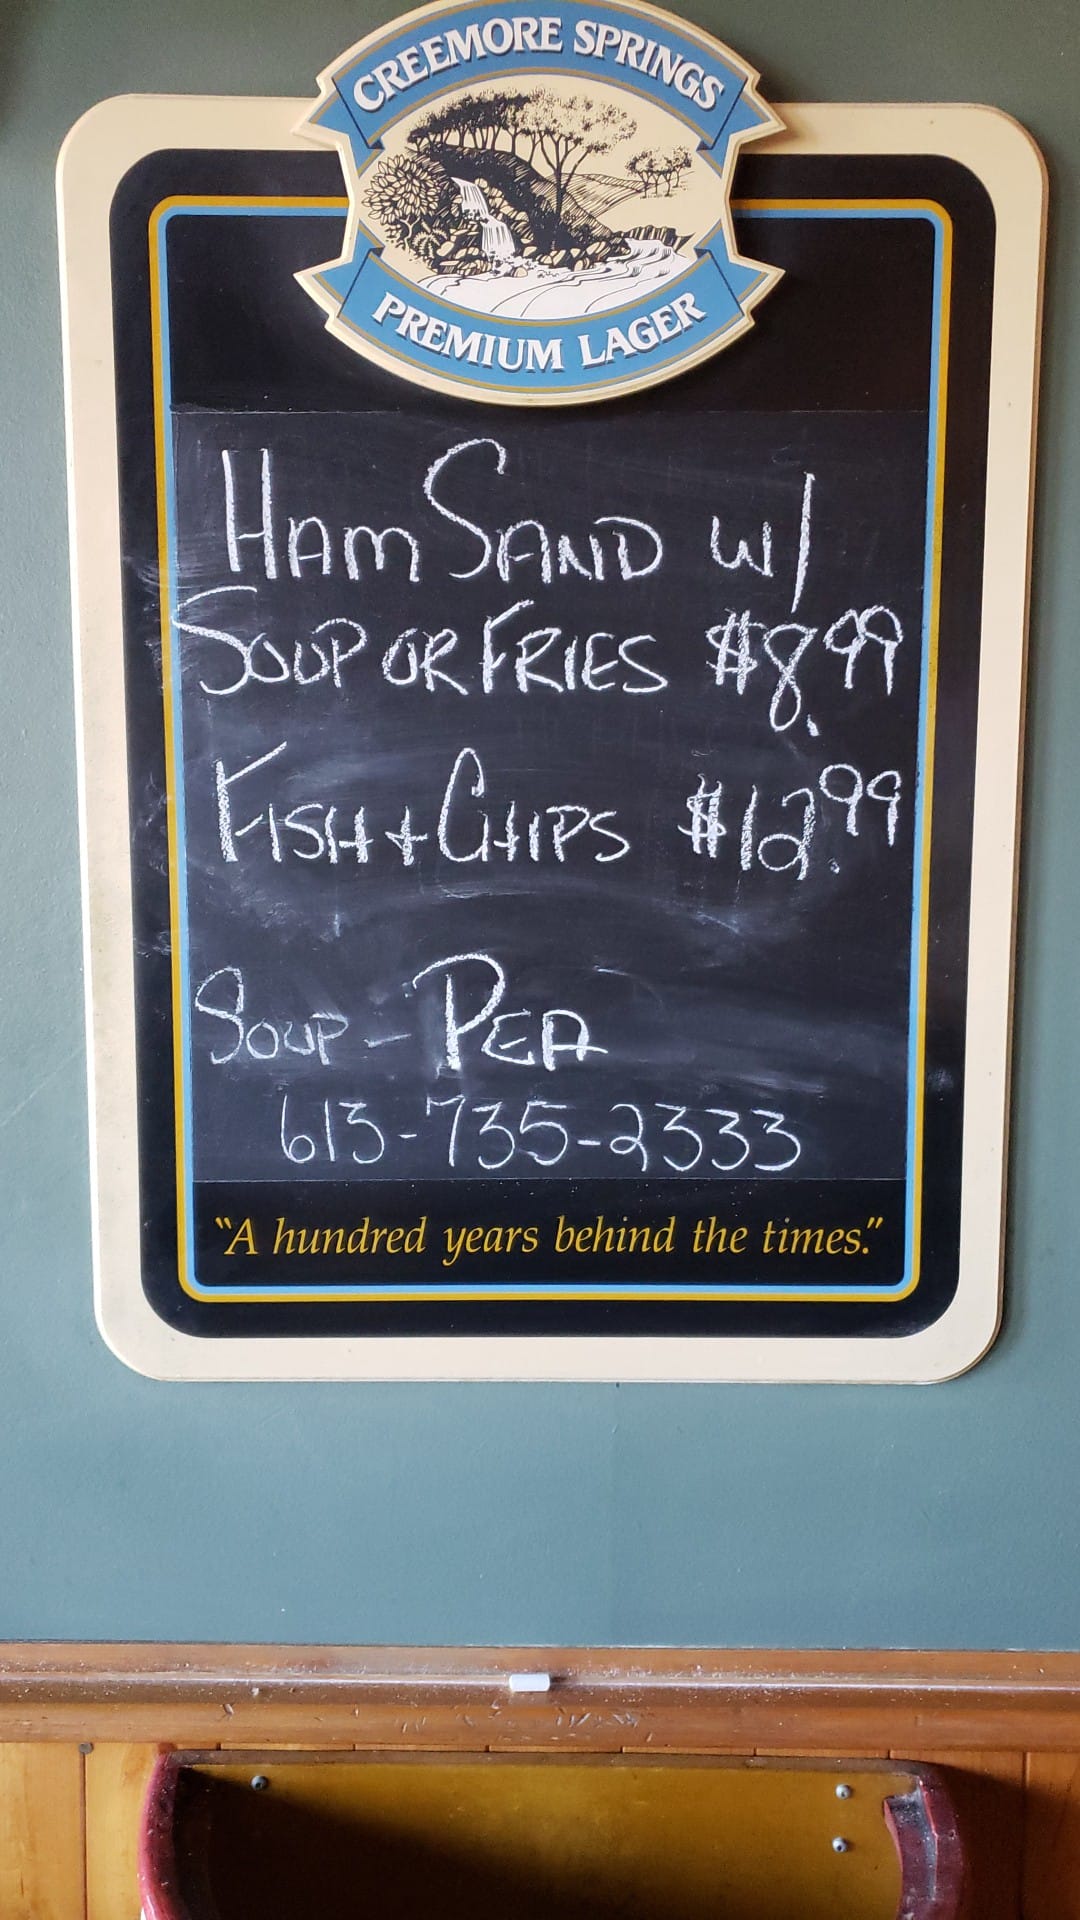 CREEMORE SPRINGS
PREMIUM LAGER
HAM SAND W/
SOUP OR FRIES $8.99
FISH + CHIPS $12.99
SOUP - PEA
613-735-2333
"A hundred years behind the times."